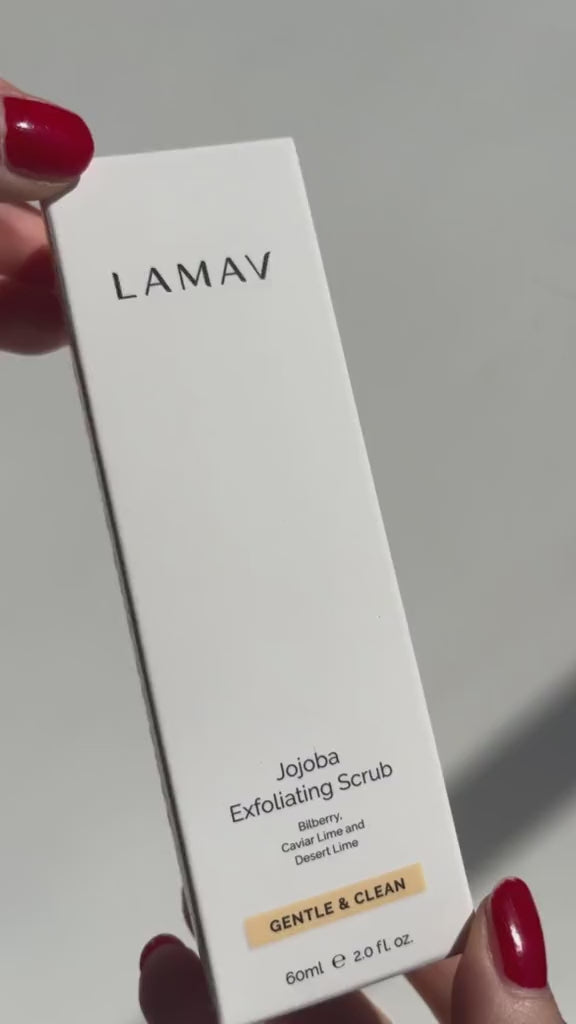 LAMAV
Jojoba
Exfoliating Scrub
Bilberry,
Caviar Lime and
Desert Lime
GENTLE & CLEAN
60ml ℮ 2.0 fl. oz.